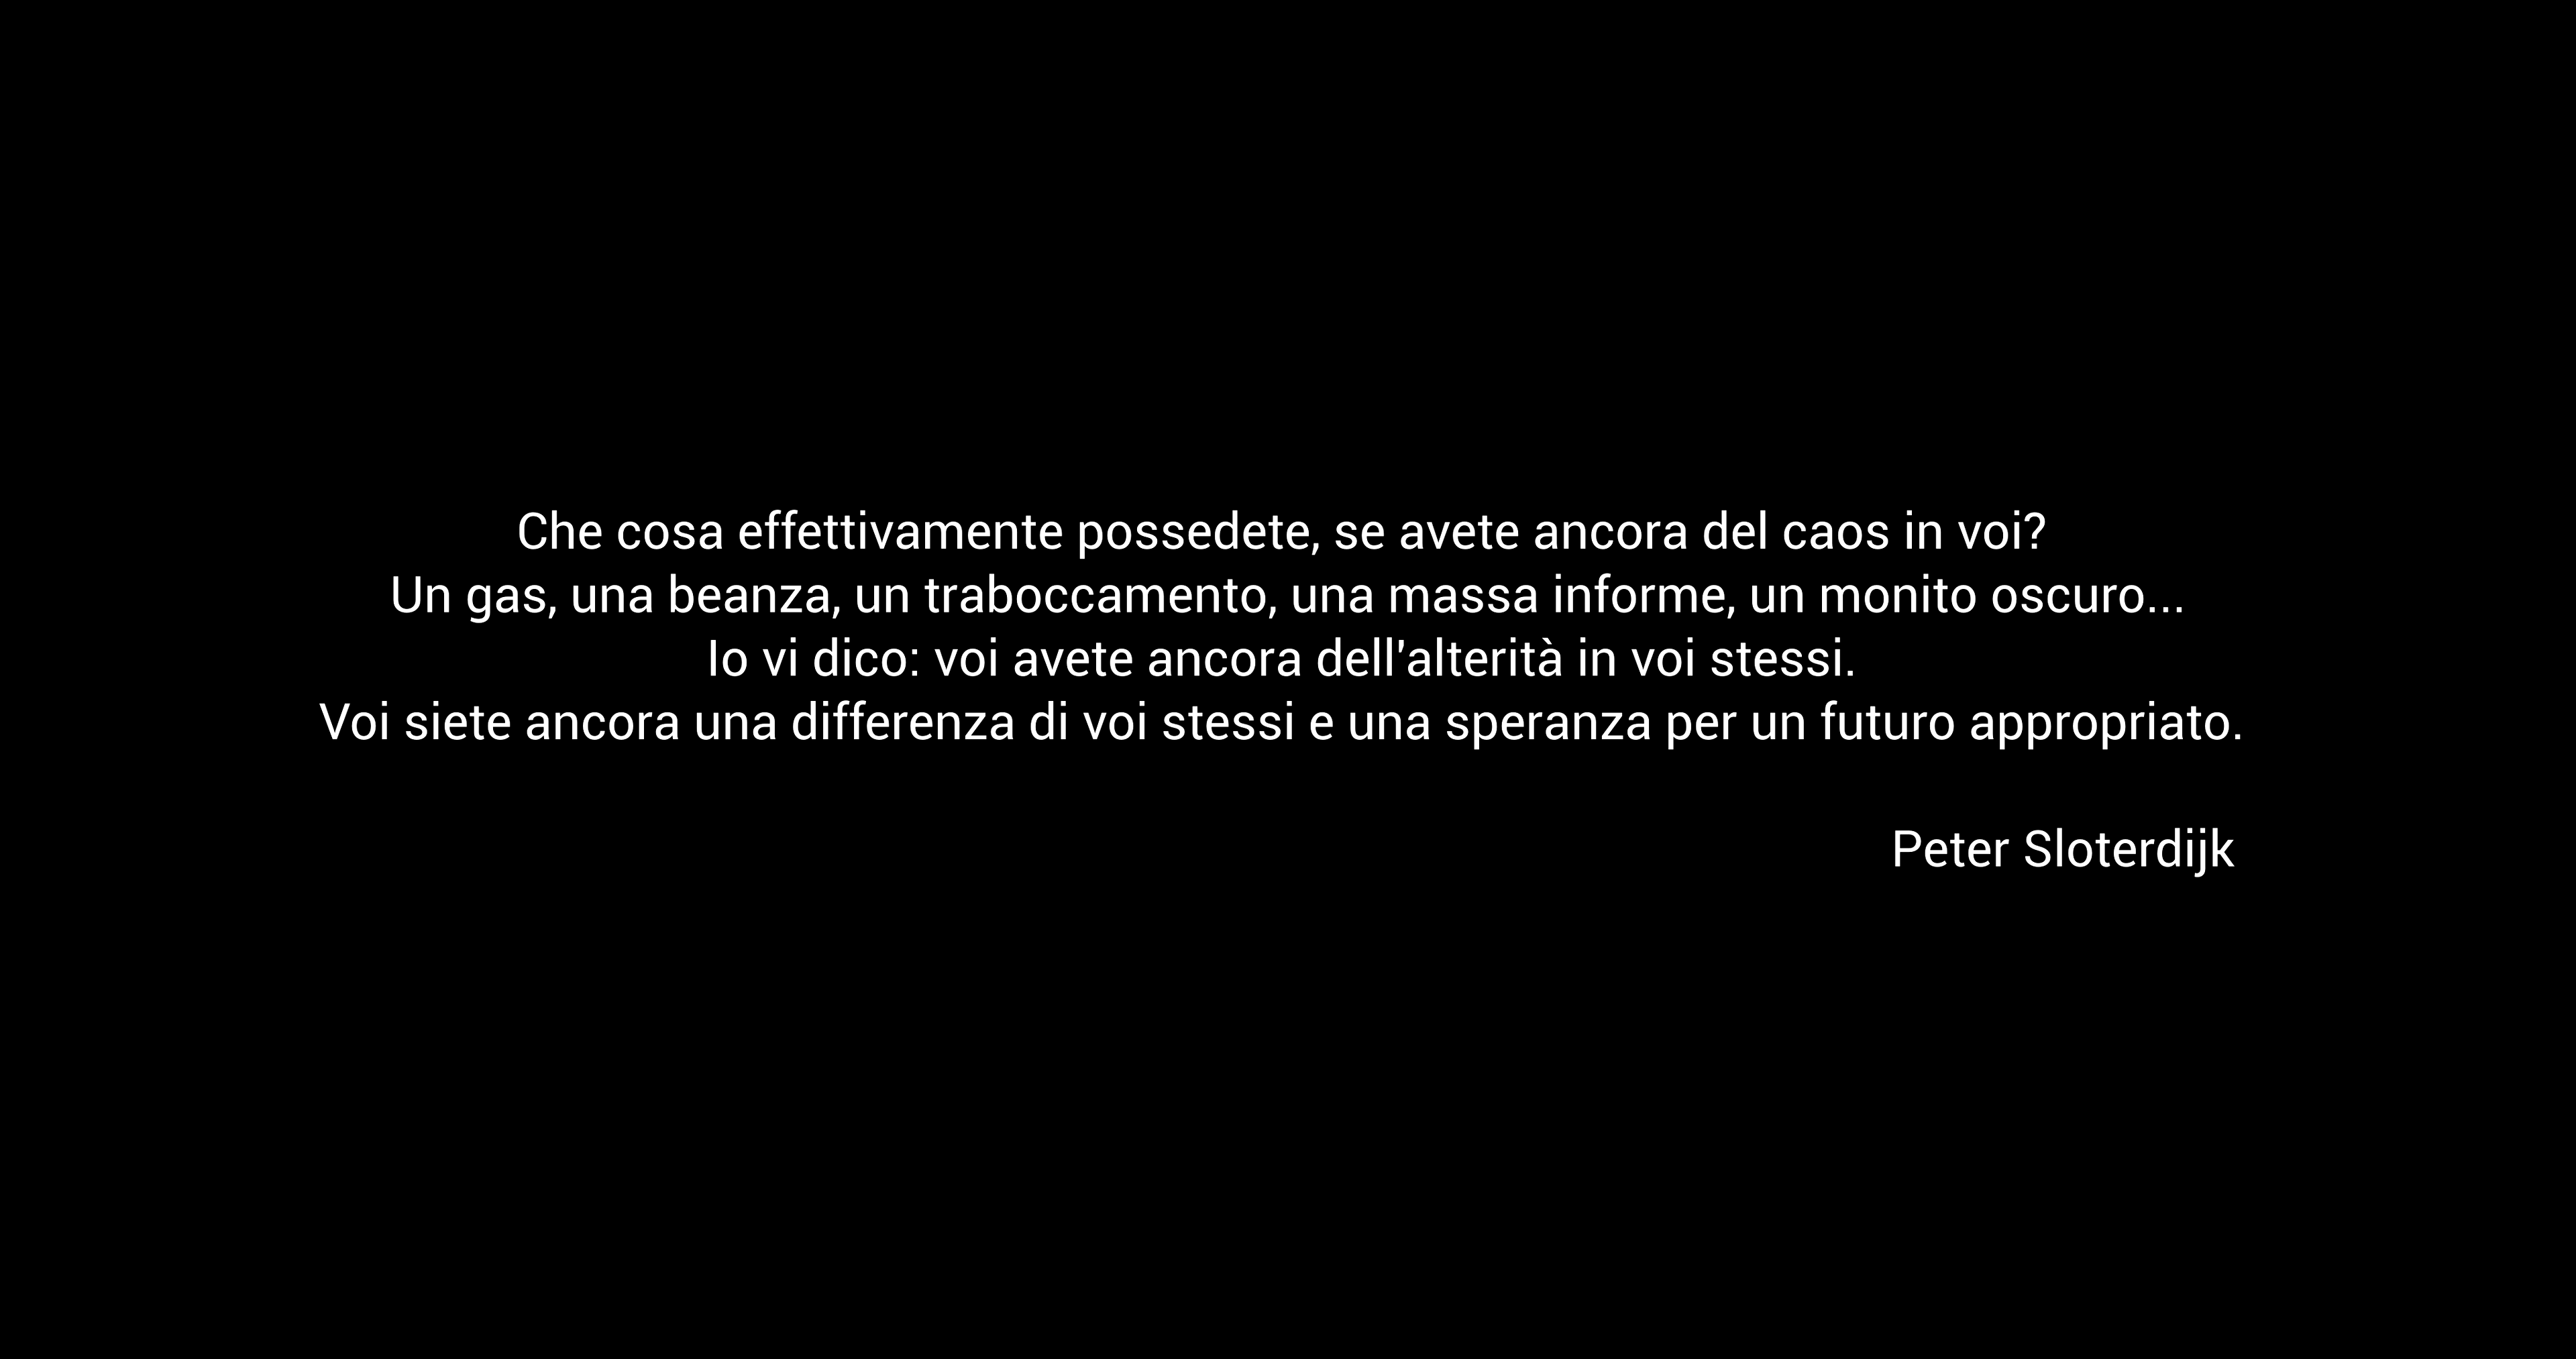 Che cosa effettivamente possedete, se avete ancora del caos in voi?
Un gas, una beanza, un traboccamento, una massa informe, un monito oscuro...
Io vi dico: voi avete ancora dell'alterità in voi stessi.
Voi siete ancora una differenza di voi stessi e una speranza per un futuro appropriato.
Peter Sloterdijk